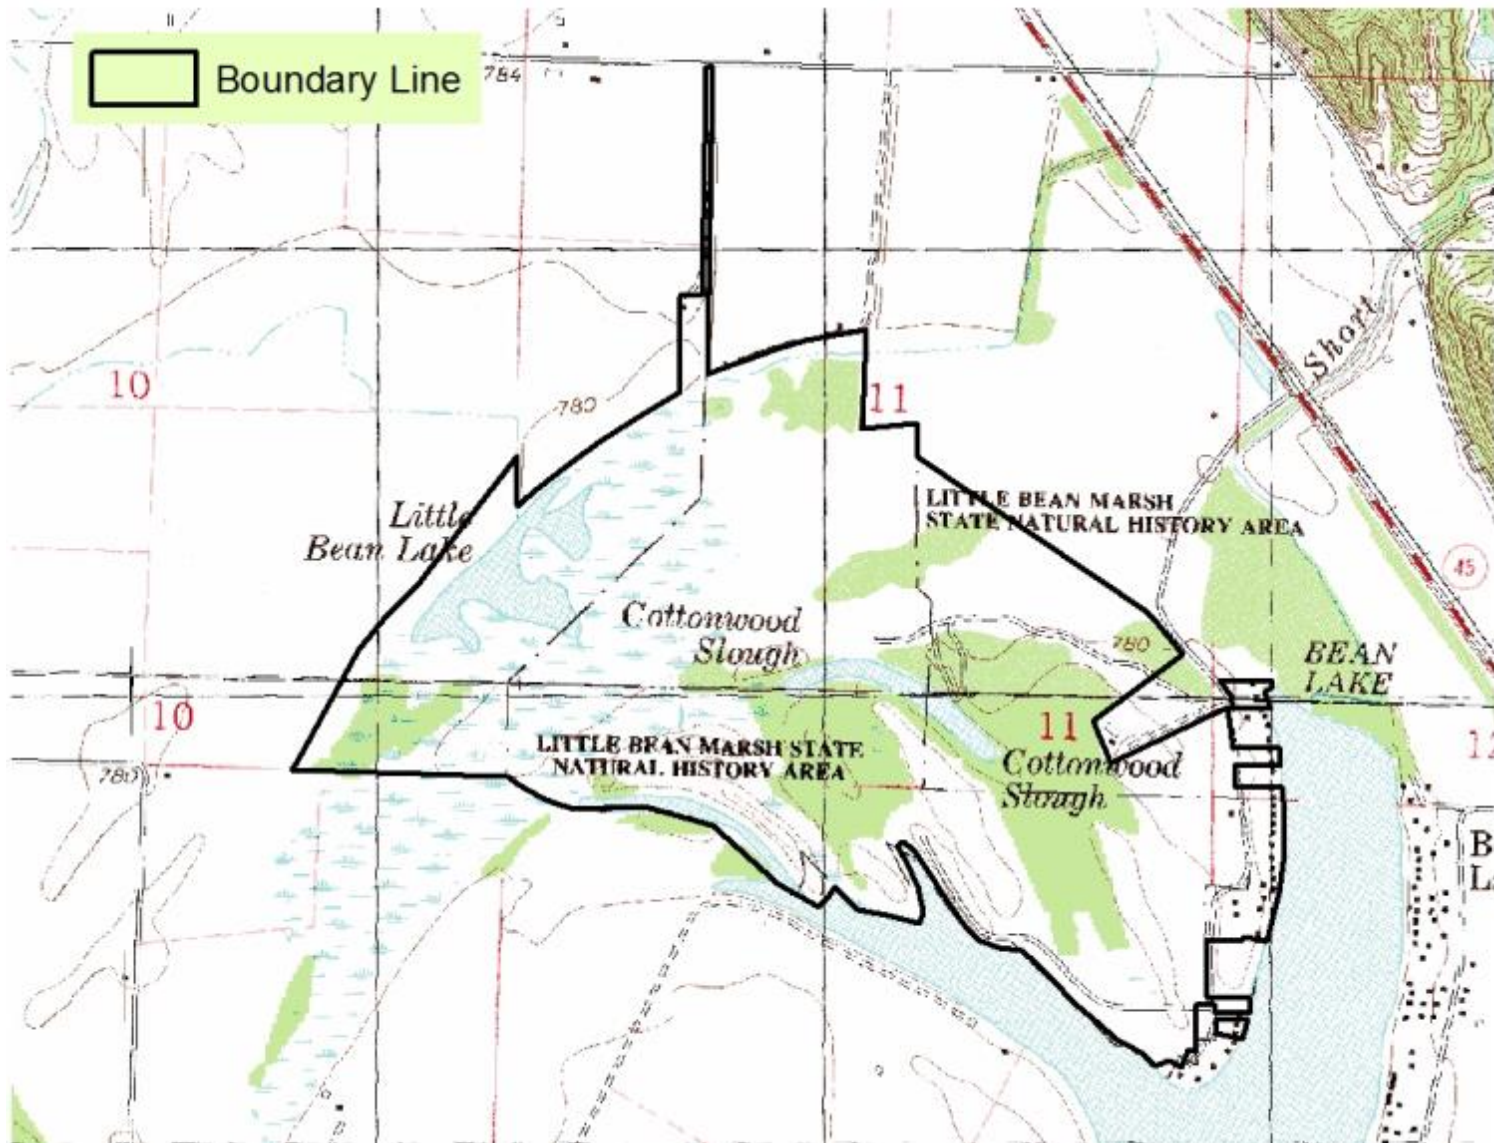 Boundary Line
784
Short
10
780
11
LITTLE BEAN MARSH
STATE NATURAL HISTORY AREA
Little
Bean Lake
45
Cottonwood
Slough
780
BEAN
LAKE
10
11
LITTLE BEAN MARSH STATE
NATURAL HISTORY AREA
780
Cottonwood
Slough
12
B
L